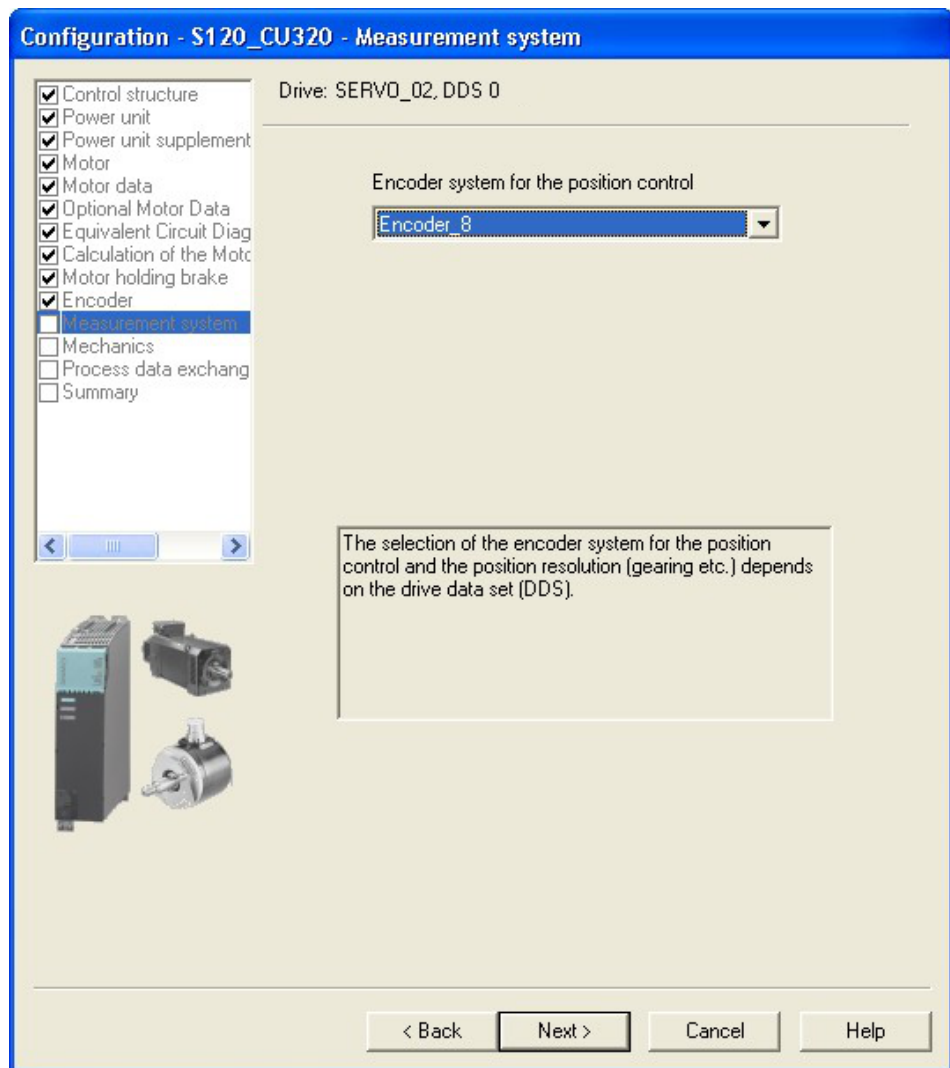 Configuration - S120_CU320 - Measurement system
Control structure
Power unit
Power unit supplement
Motor
Motor data
Optional Motor Data
Equivalent Circuit Diag
Calculation of the Moto
Motor holding brake
Encoder
Measurement system
Mechanics
Process data exchang
Summary
Drive: SERVO_02, DDS 0
Encoder system for the position control
Encoder_8
The selection of the encoder system for the position
control and the position resolution (gearing etc.) depends
on the drive data set (DDS).
< Back
Next >
Cancel
Help